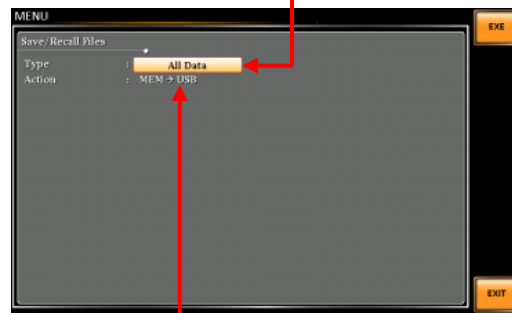 MENU
EXE
Save/Recall Files
Type : All Data
Action : MEM → USB
EXIT